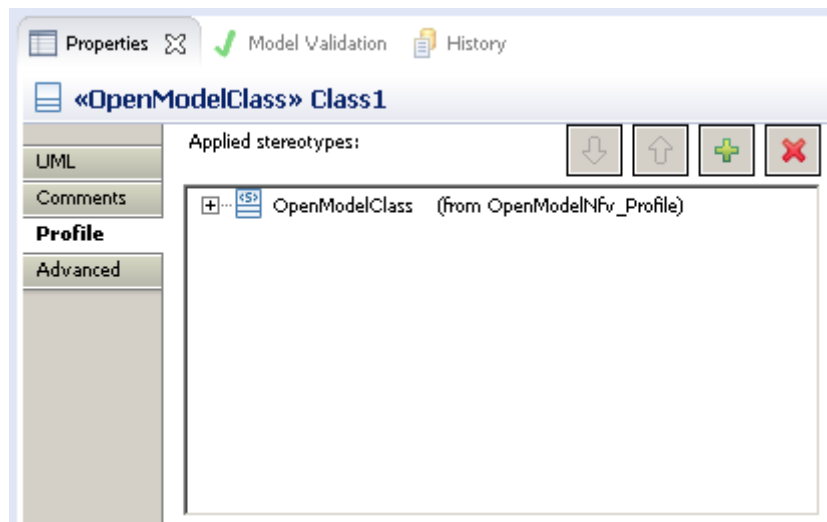 Properties Model Validation History
«OpenModelClass» Class1
Applied stereotypes:
UML
Comments
Profile
Advanced
OpenModelClass (from OpenModelNfv_Profile)